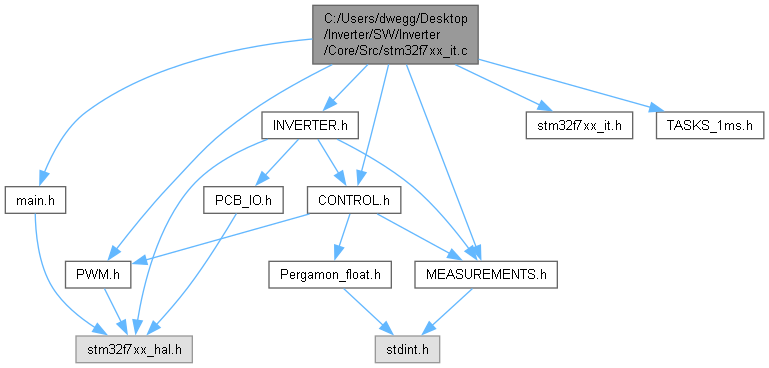 C:/Users/dwegg/Desktop
/Inverter/SW/Inverter
/Core/Src/stm32f7xx_it.c
INVERTER.h
stm32f7xx_it.h
TASKS_1ms.h
main.h
PCB_IO.h
CONTROL.h
PWM.h
Pergamon_float.h
MEASUREMENTS.h
stm32f7xx_hal.h
stdint.h